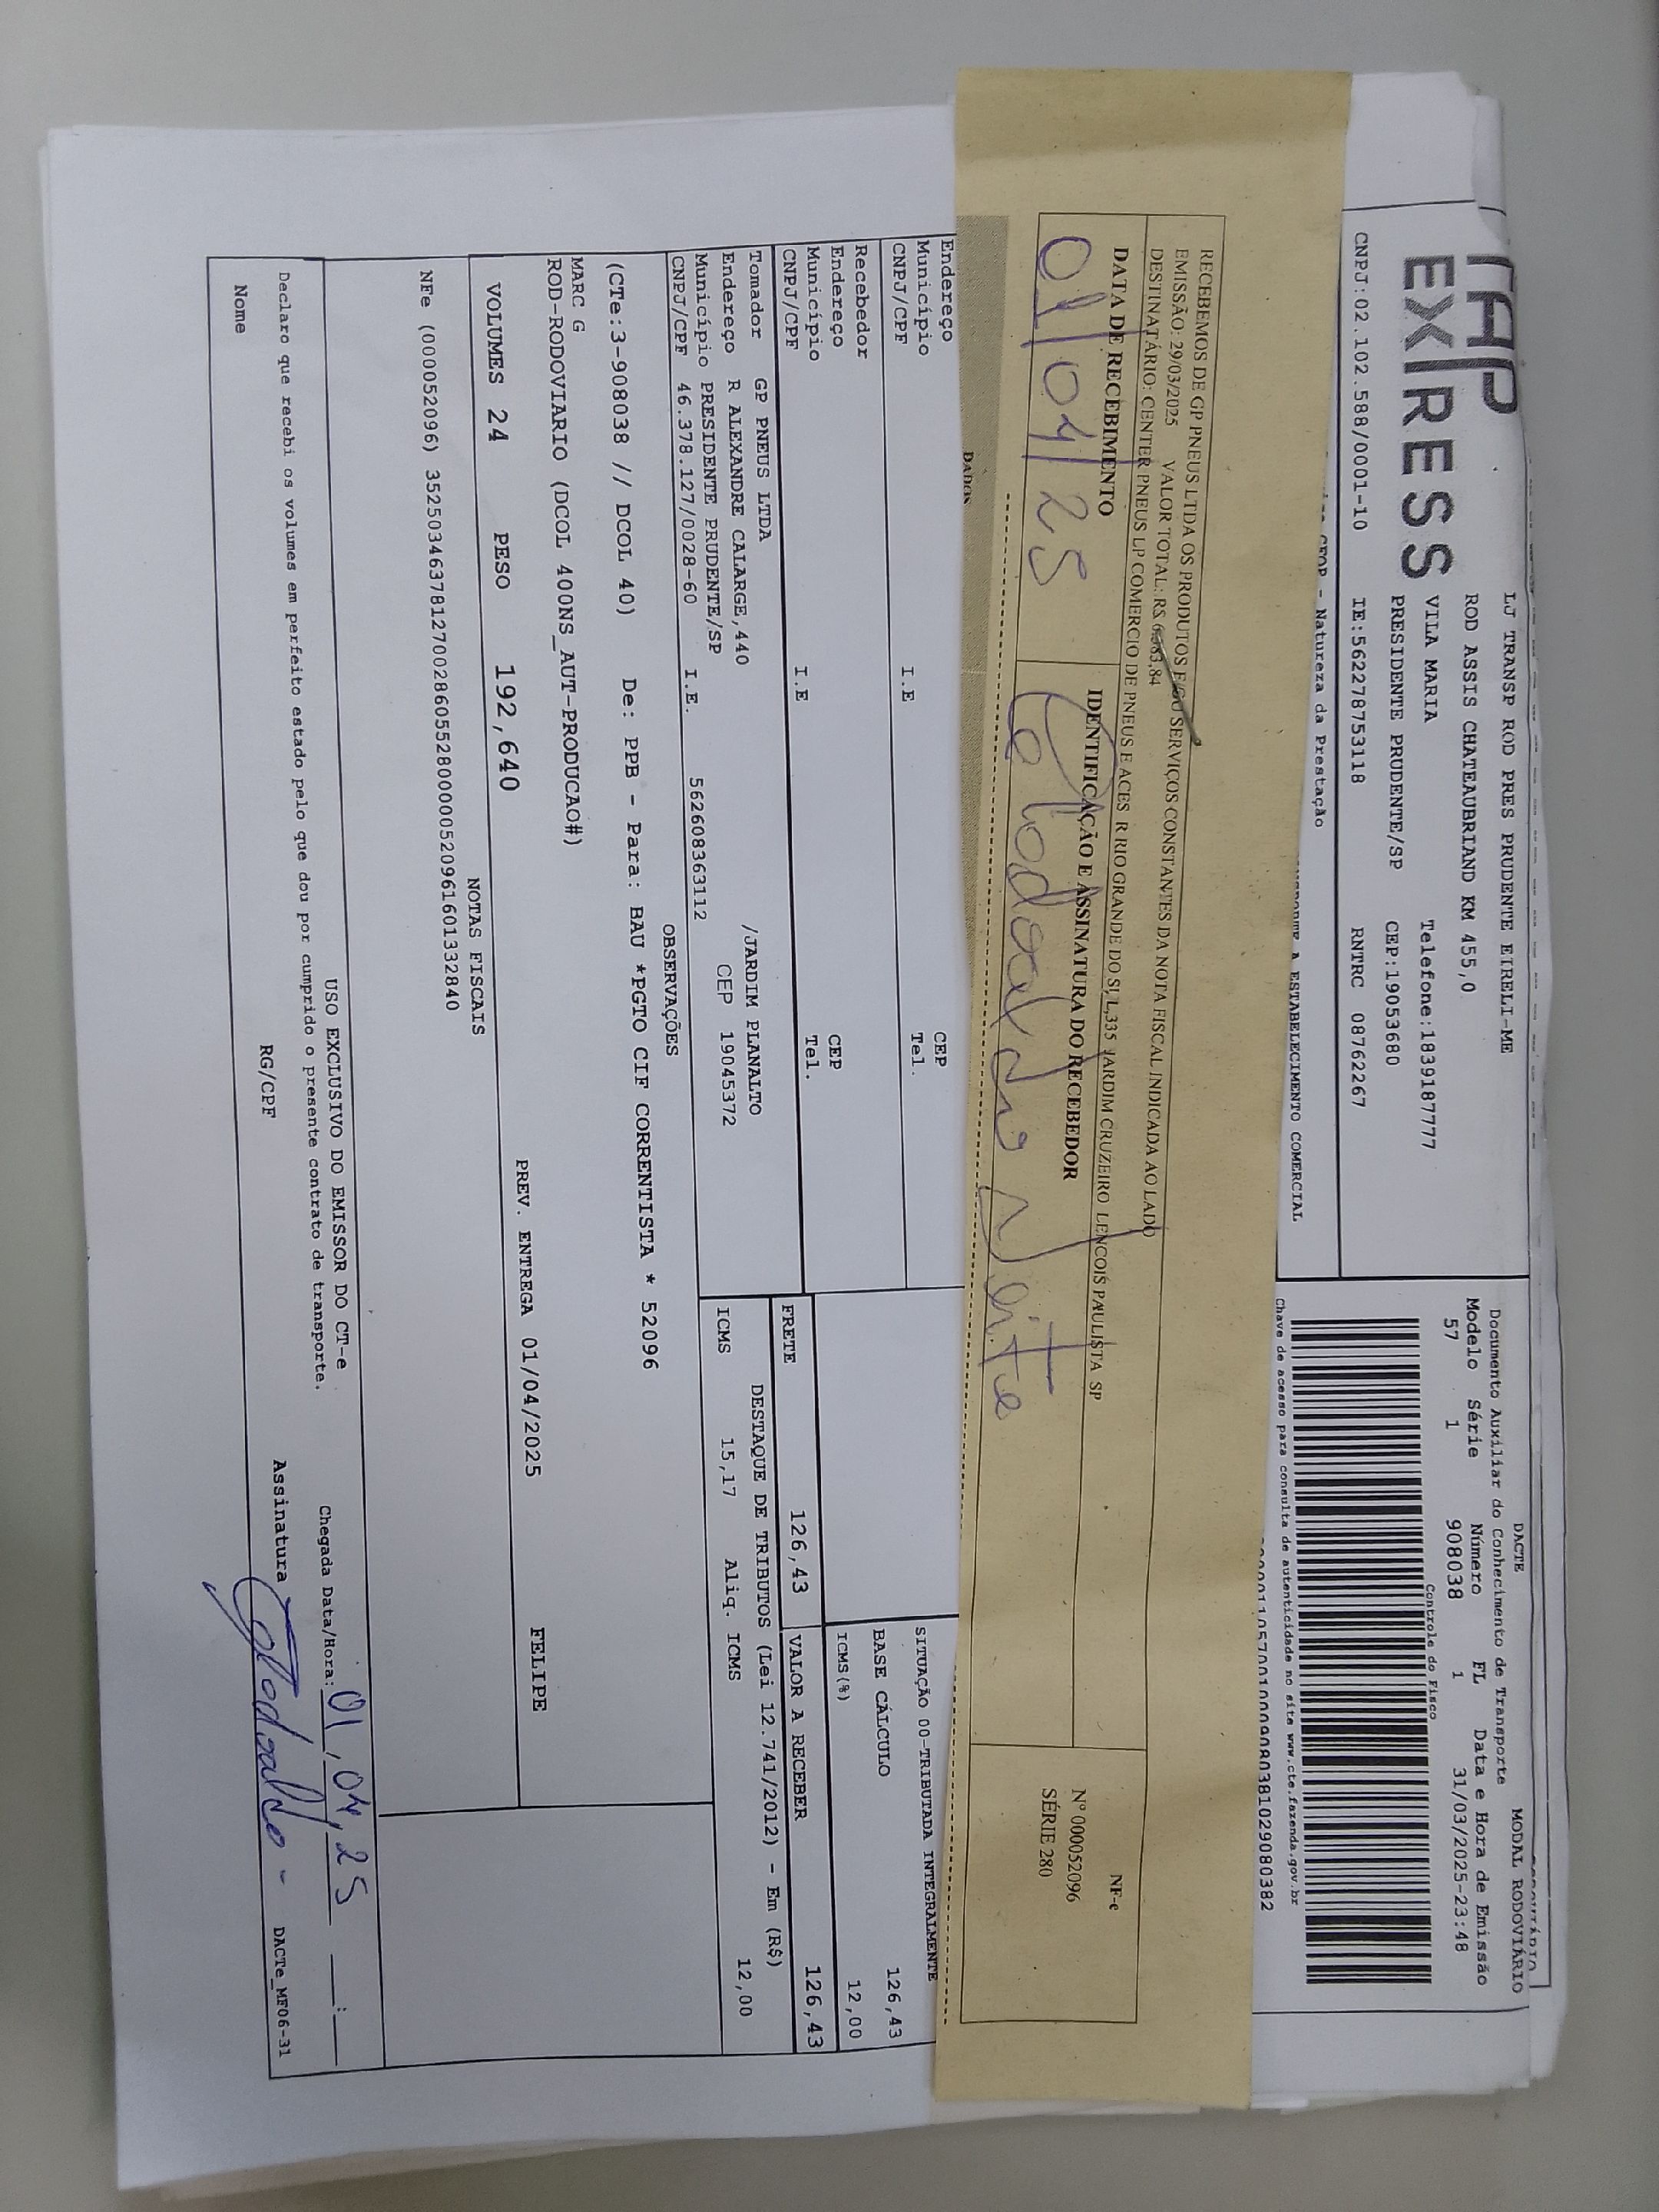 TAP
EXPRESS
LJ TRANSP ROD PRES PRUDENTE EIRELI-ME
ROD ASSIS CHATEAUBRIAND KM 455,0
VILA MARIA Telefone:1839187777
PRESIDENTE PRUDENTE/SP CEP:19053680
CNPJ:02.102.588/0001-10 IE:562278753118 RNTRC 08762267
CFOP - Natureza da Prestação
A ESTABELECIMENTO COMERCIAL
DACTE
MODAL RODOVIÁRIO
Documento Auxiliar do Conhecimento de Transporte
Modelo Série Número FL Data e Hora de Emissão
57 1 908038 1 31/03/2025-23:48
Controle do Fisco
Chave de acesso para consulta de autenticidade no site www.cte.fazenda.gov.br
RECEBEMOS DE GP PNEUS LTDA OS PRODUTOS E/OU SERVIÇOS CONSTANTES DA NOTA FISCAL INDICADA AO LADO
EMISSÃO: 29/03/2025 VALOR TOTAL: R$
DESTINATÁRIO: CENTER PNEUS LP COMERCIO DE PNEUS E ACES R RIO GRANDE DO SUL,335 JARDIM CRUZEIRO LENCOIS PAULISTA SP
DATA DE RECEBIMENTO IDENTIFICAÇÃO E ASSINATURA DO RECEBEDOR
01/04/25
NF-e
Nº 000052096
SÉRIE 280
DADOS
Endereço CEP
Município Tel.
CNPJ/CPF I.E
Recebedor
Endereço CEP
Município Tel.
CNPJ/CPF I.E
Tomador GP PNEUS LTDA
Endereço R ALEXANDRE CALARGE,440 /JARDIM PLANALTO
Município PRESIDENTE PRUDENTE/SP CEP 19045372
CNPJ/CPF 46.378.127/0028-60 I.E. 562608363112
SITUAÇÃO 00-TRIBUTADA INTEGRALMENTE
BASE CÁLCULO 126,43
ICMS(%) 12,00
FRETE 126,43 VALOR A RECEBER 126,43
DESTAQUE DE TRIBUTOS (Lei 12.741/2012) - Em (R$)
ICMS 15,17 Aliq. ICMS 12,00
OBSERVAÇÕES
(CTe:3-908038 // DCOL 40) De: PPB - Para: BAU *PGTO CIF CORRENTISTA * 52096
MARC G
ROD-RODOVIARIO (DCOL 400NS_AUT-PRODUCAO#)
VOLUMES 24 PESO 192,640 PREV. ENTREGA 01/04/2025 FELIPE
NOTAS FISCAIS
NFe (000052096) 35250346378127002860552800000520961601332840
USO EXCLUSIVO DO EMISSOR DO CT-e
Declaro que recebi os volumes em perfeito estado pelo que dou por cumprido o presente contrato de transporte.
Chegada Data/Hora: 01,04,25 __:__
Nome RG/CPF Assinatura DACTe_MF06-31